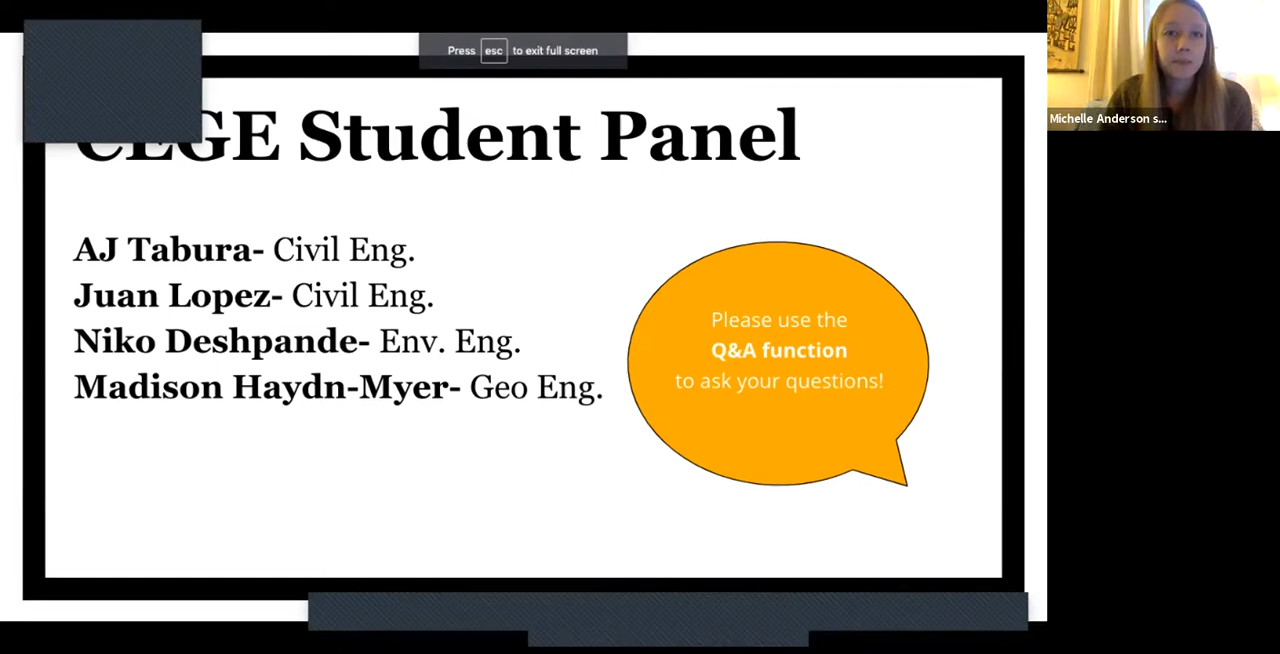 Press esc to exit full screen
CEGE Student Panel
AJ Tabura- Civil Eng.
Juan Lopez- Civil Eng.
Niko Deshpande- Env. Eng.
Madison Haydn-Myer- Geo Eng.
Please use the
Q&A function
to ask your questions!
Michelle Anderson s...